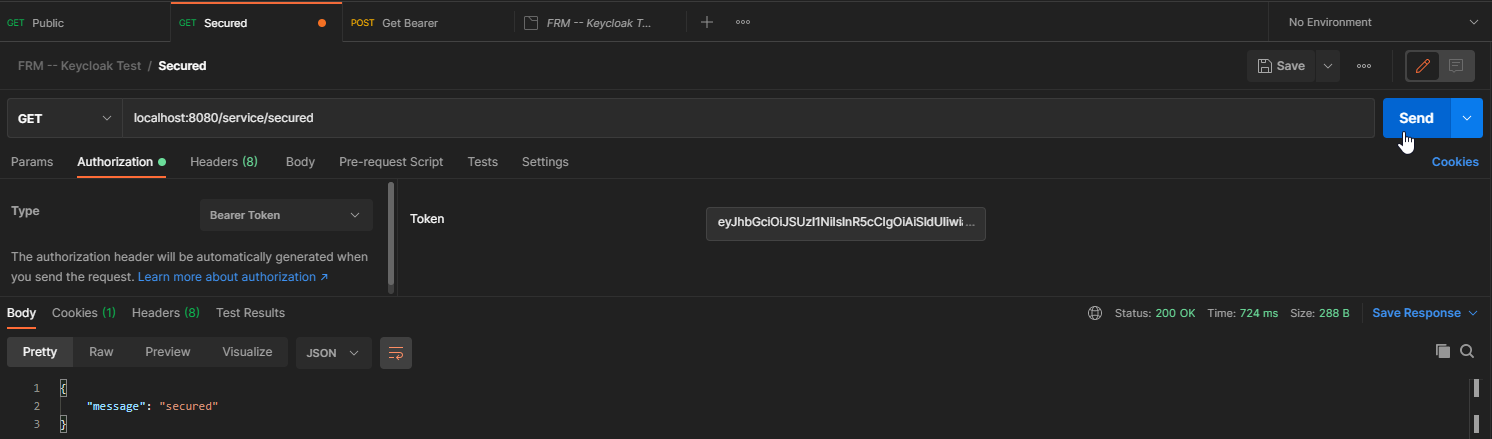 GET Public
GET Secured
POST Get Bearer
FRM -- Keycloak T...
No Environment
FRM -- Keycloak Test / Secured
Save
GET
localhost:8080/service/secured
Send
Params
Authorization
Headers (8)
Body
Pre-request Script
Tests
Settings
Cookies
Type
Bearer Token
The authorization header will be automatically generated when
you send the request. Learn more about authorization ↗
Token
eyJhbGciOiJSUzI1NiIsInR5cCIgOiAiSldUIiwia...
Body
Cookies (1)
Headers (8)
Test Results
Status: 200 OK
Time: 724 ms
Size: 288 B
Save Response
Pretty
Raw
Preview
Visualize
JSON
1 {
2 "message": "secured"
3 }